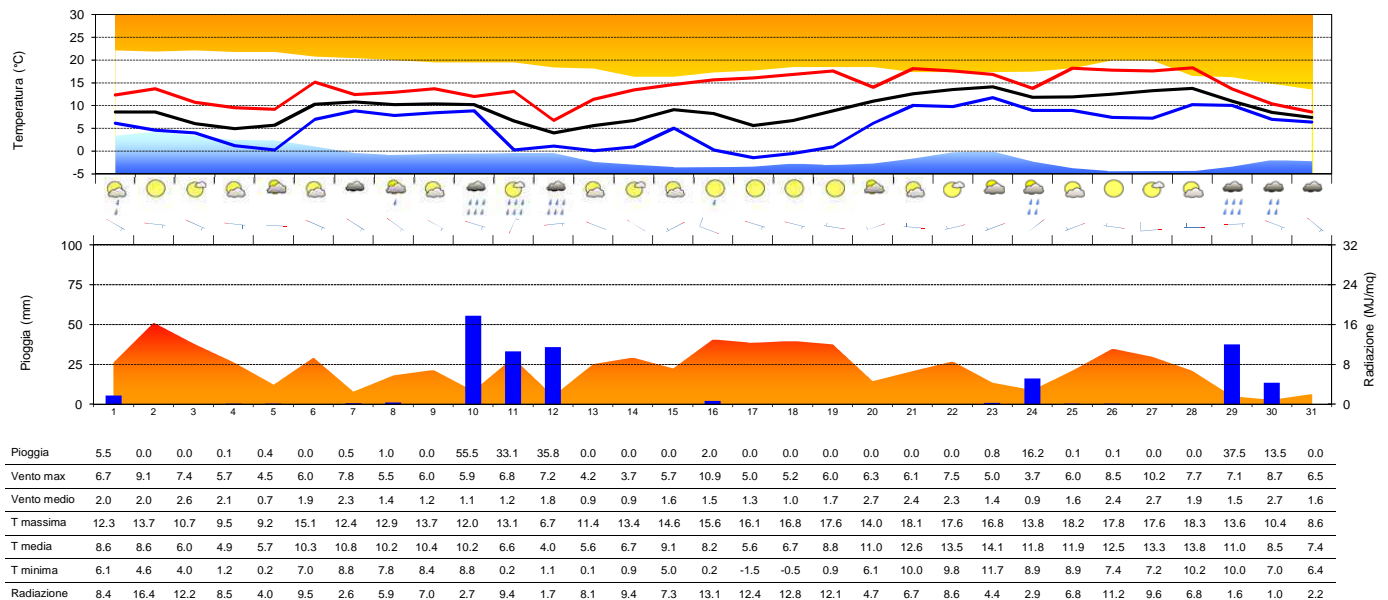 Temperatura (°C)
30
25
20
15
10
5
0
-5
Pioggia (mm)
100
75
50
25
0
32
24
16
8
0
Radiazione (MJ/mq)
1 2 3 4 5 6 7 8 9 10 11 12 13 14 15 16 17 18 19 20 21 22 23 24 25 26 27 28 29 30 31
Pioggia 5.5 0.0 0.0 0.1 0.4 0.0 0.5 1.0 0.0 55.5 33.1 35.8 0.0 0.0 0.0 2.0 0.0 0.0 0.0 0.0 0.0 0.0 0.8 16.2 0.1 0.1 0.0 0.0 37.5 13.5 0.0
Vento max 6.7 9.1 7.4 5.7 4.5 6.0 7.8 5.5 6.0 5.9 6.8 7.2 4.2 3.7 5.7 10.9 5.0 5.2 6.0 6.3 6.1 7.5 5.0 3.7 6.0 8.5 10.2 7.7 7.1 8.7 6.5
Vento medio 2.0 2.0 2.6 2.1 0.7 1.9 2.3 1.4 1.2 1.1 1.2 1.8 0.9 0.9 1.6 1.5 1.3 1.0 1.7 2.7 2.4 2.3 1.4 0.9 1.6 2.4 2.7 1.9 1.5 2.7 1.6
T massima 12.3 13.7 10.7 9.5 9.2 15.1 12.4 12.9 13.7 12.0 13.1 6.7 11.4 13.4 14.6 15.6 16.1 16.8 17.6 14.0 18.1 17.6 16.8 13.8 18.2 17.8 17.6 18.3 13.6 10.4 8.6
T media 8.6 8.6 6.0 4.9 5.7 10.3 10.8 10.2 10.4 10.2 6.6 4.0 5.6 6.7 9.1 8.2 5.6 6.7 8.8 11.0 12.6 13.5 14.1 11.8 11.9 12.5 13.3 13.8 11.0 8.5 7.4
T minima 6.1 4.6 4.0 1.2 0.2 7.0 8.8 7.8 8.4 8.8 0.2 1.1 0.1 0.9 5.0 0.2 -1.5 -0.5 0.9 6.1 10.0 9.8 11.7 8.9 8.9 7.4 7.2 10.2 10.0 7.0 6.4
Radiazione 8.4 16.4 12.2 8.5 4.0 9.5 2.6 5.9 7.0 2.7 9.4 1.7 8.1 9.4 7.3 13.1 12.4 12.8 12.1 4.7 6.7 8.6 4.4 2.9 6.8 11.2 9.6 6.8 1.6 1.0 2.2